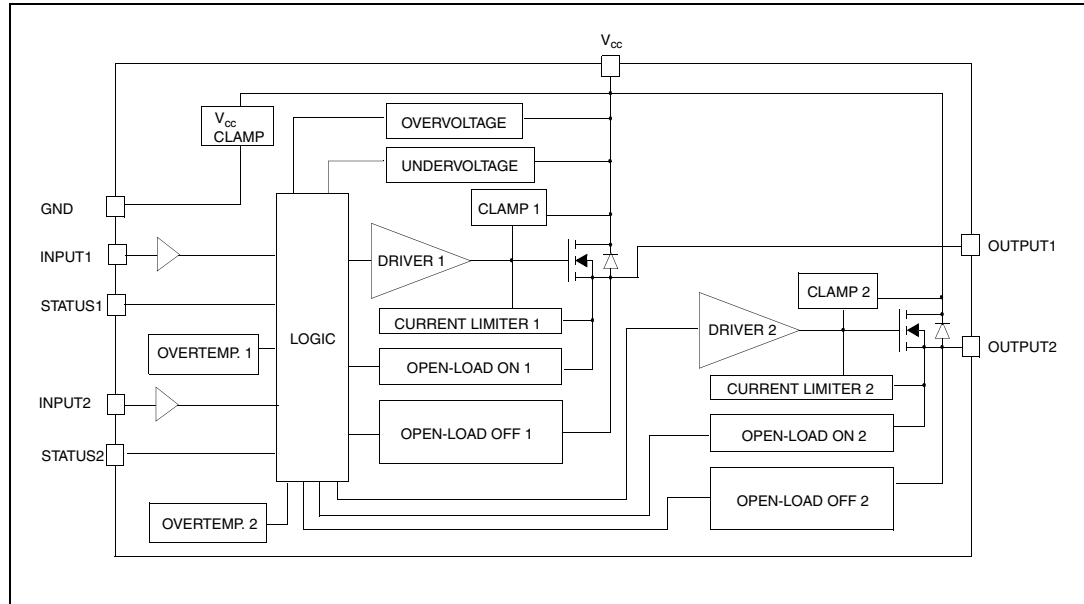 Vcc
Vcc
CLAMP
OVERVOLTAGE
UNDERVOLTAGE
GND
CLAMP 1
INPUT1
DRIVER 1
OUTPUT1
STATUS1
CLAMP 2
CURRENT LIMITER 1
LOGIC
DRIVER 2
OVERTEMP. 1
OUTPUT2
OPEN-LOAD ON 1
CURRENT LIMITER 2
INPUT2
OPEN-LOAD OFF 1
OPEN-LOAD ON 2
STATUS2
OPEN-LOAD OFF 2
OVERTEMP. 2